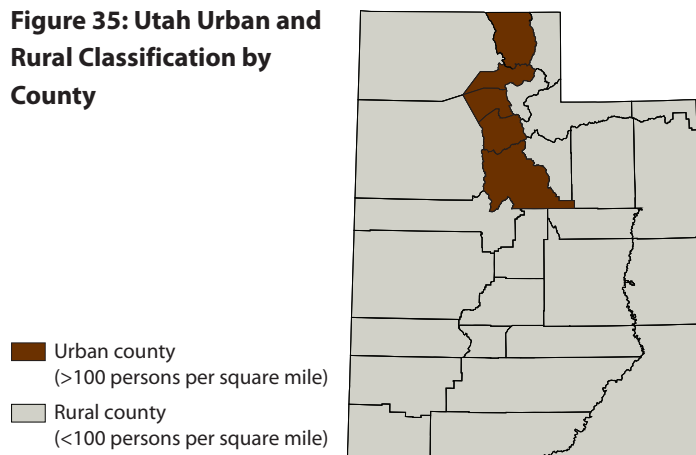 Figure 35: Utah Urban and
Rural Classification by
County
Urban county
(>100 persons per square mile)
Rural county
(<100 persons per square mile)